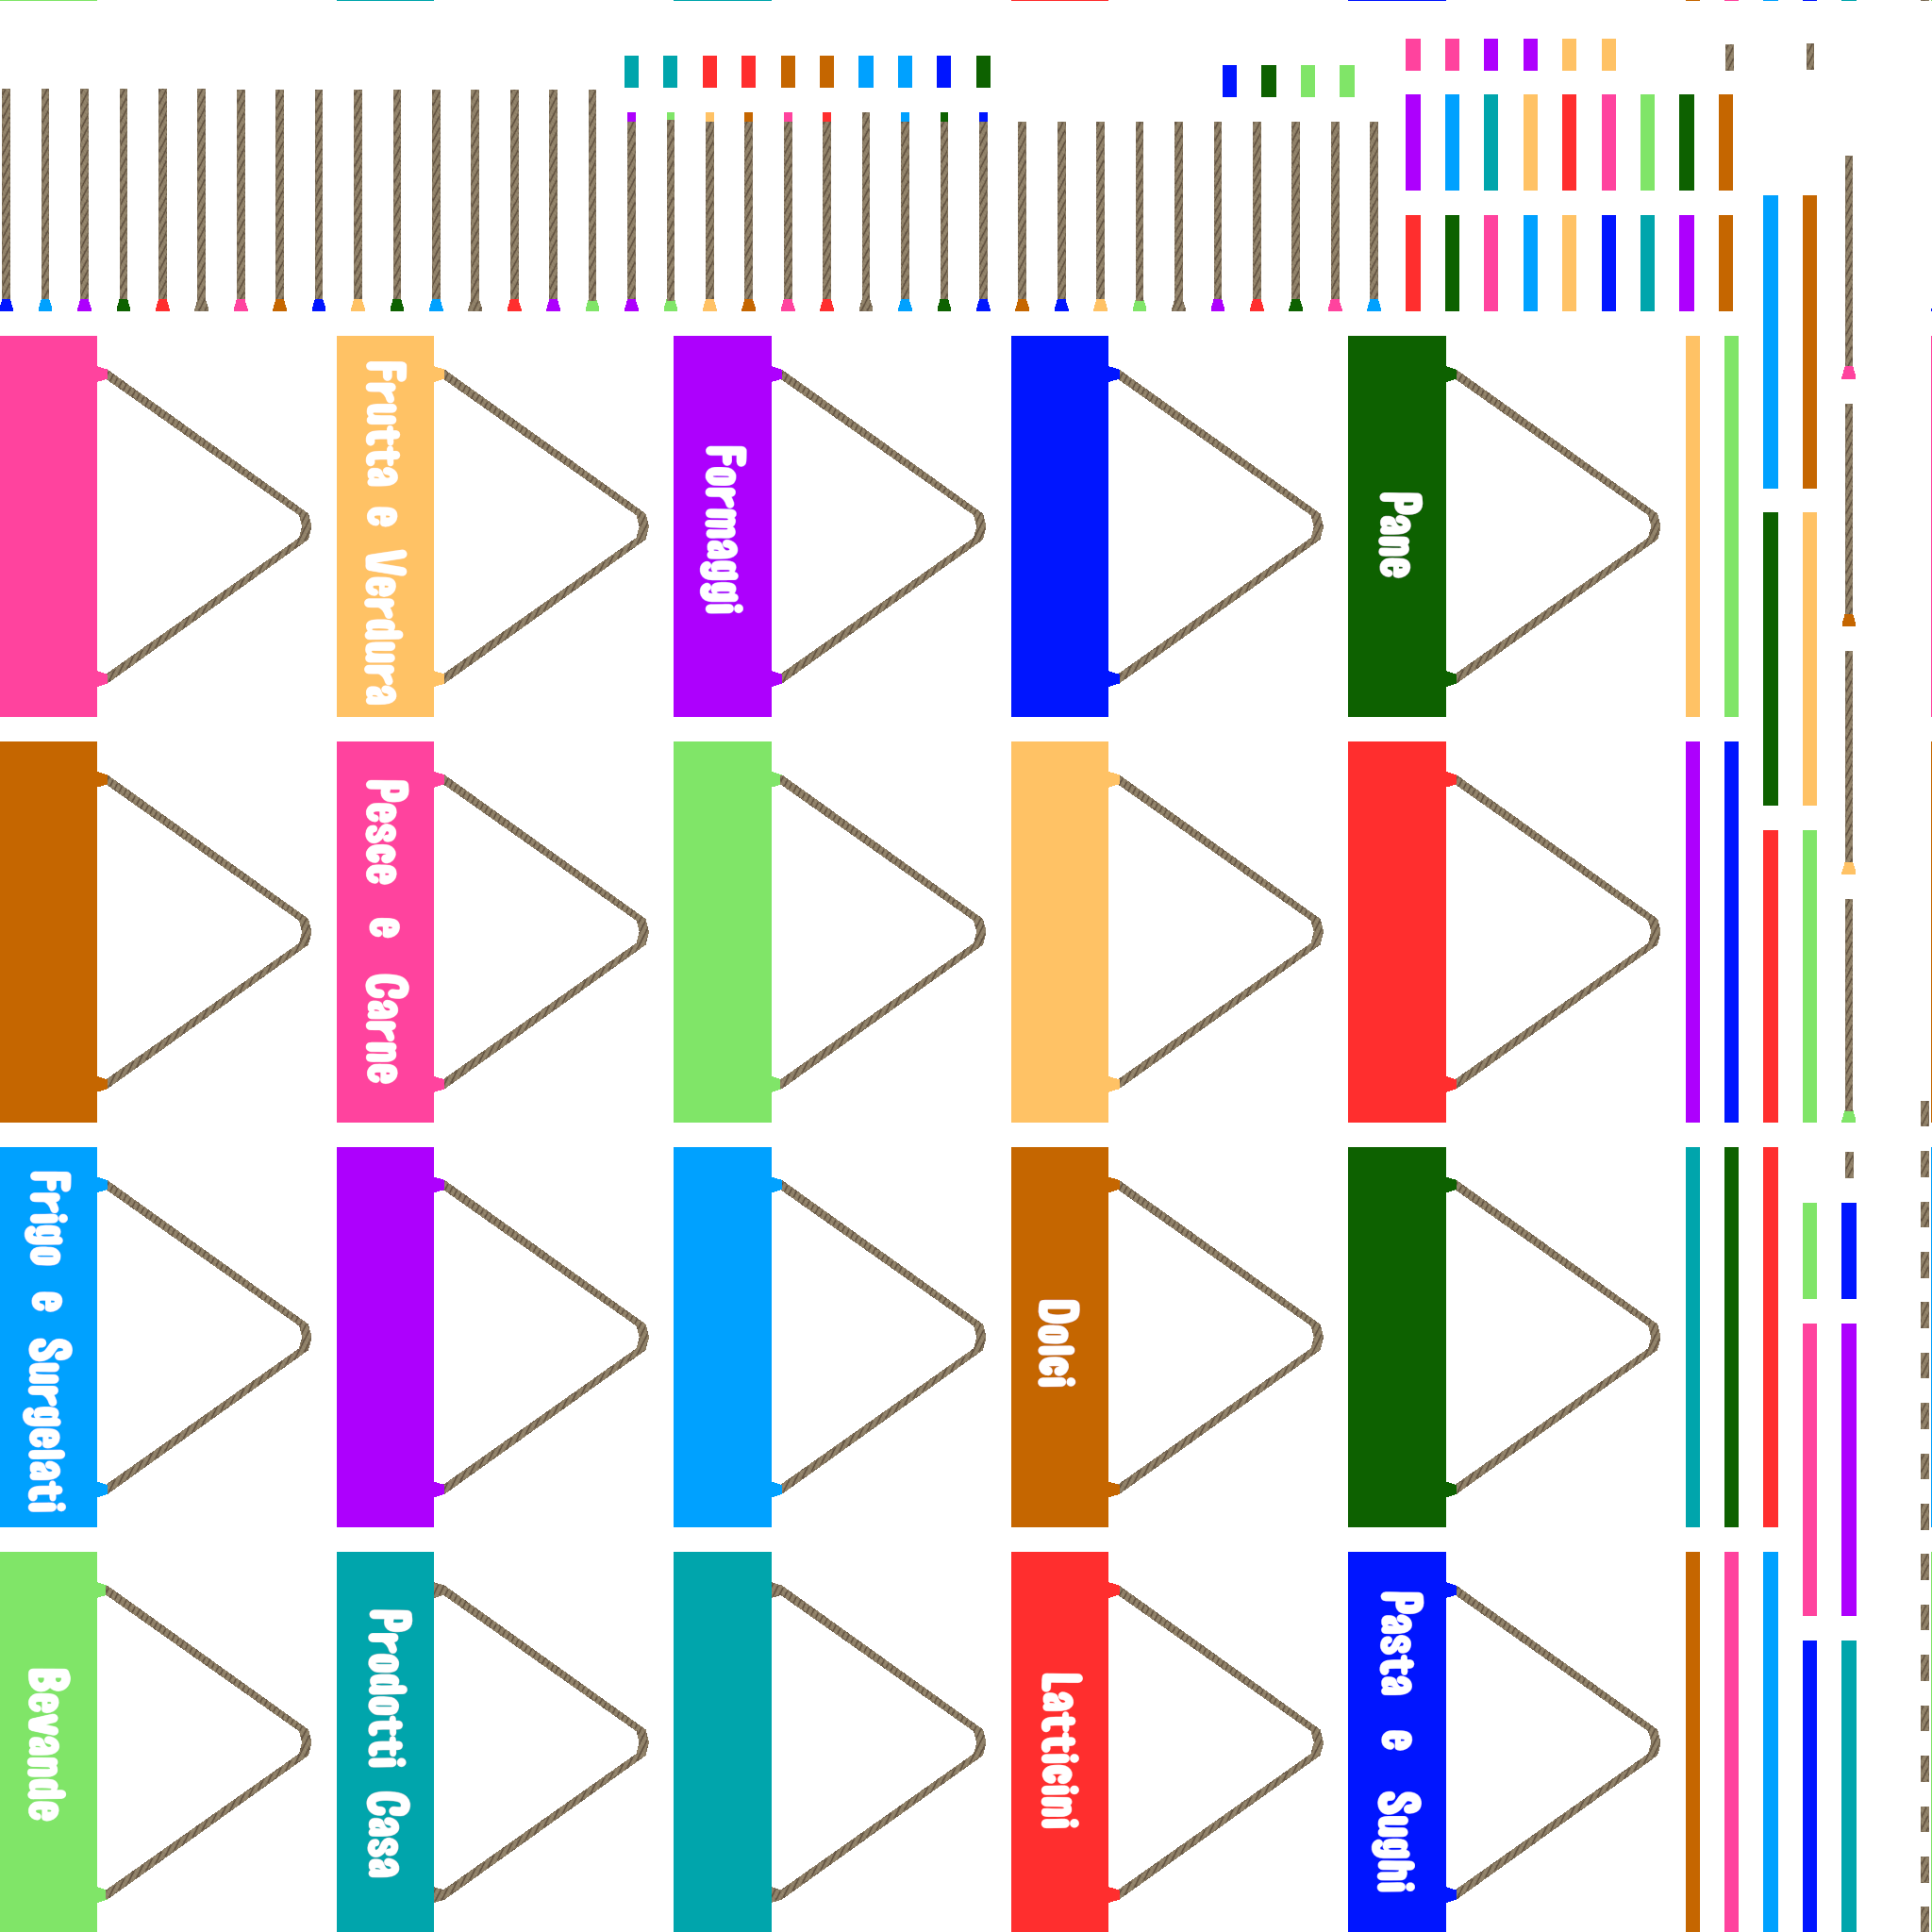 Frutta e Verdura
Formaggi
Pane
Pesce e Carne
Frigo e Surgelati
Dolci
Bevande
Prodotti Casa
Latticini
Pasta e Sughi